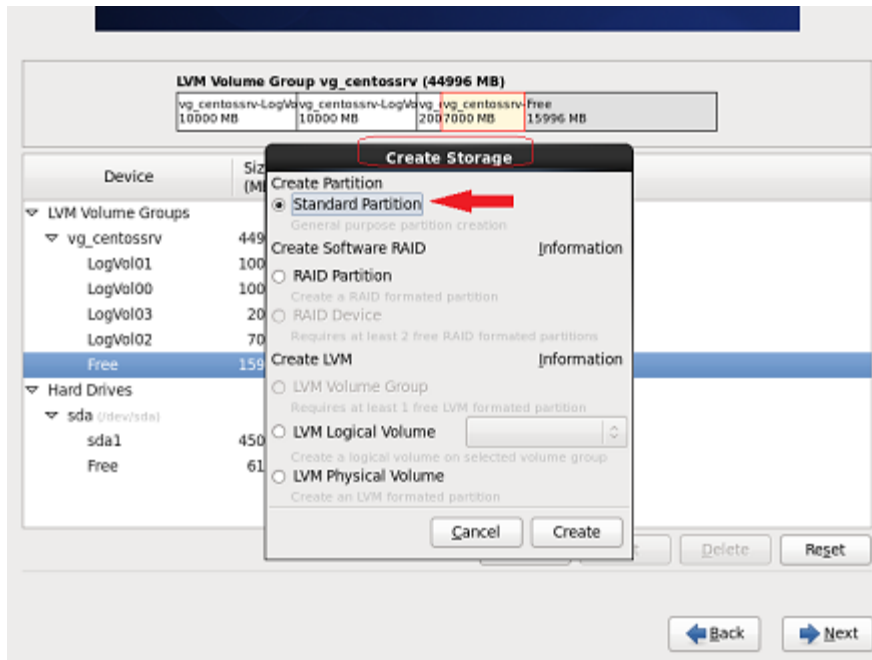 LVM Volume Group vg_centossrv (44996 MB)
vg_centossrv-LogVo vg_centossrv-LogVo vg_ vg_centossrv- Free
10000 MB 10000 MB 200 7000 MB 15996 MB
Create Storage
Device Siz
(MI
Create Partition
Standard Partition
General purpose partition creation
LVM Volume Groups
vg_centossrv 449
Create Software RAID Information
LogVol01 100
RAID Partition
LogVol00 100
Create a RAID formated partition
LogVol03 20
RAID Device
Requires at least 2 free RAID formated partitions
LogVol02 70
Free 159
Create LVM Information
Hard Drives
LVM Volume Group
Requires at least 1 free LVM formated partition
sda (/dev/sda)
sda1 450
LVM Logical Volume
Create a logical volume on selected volume group
Free 61
LVM Physical Volume
Create an LVM formated partition
Cancel Create
Delete Reset
Back Next